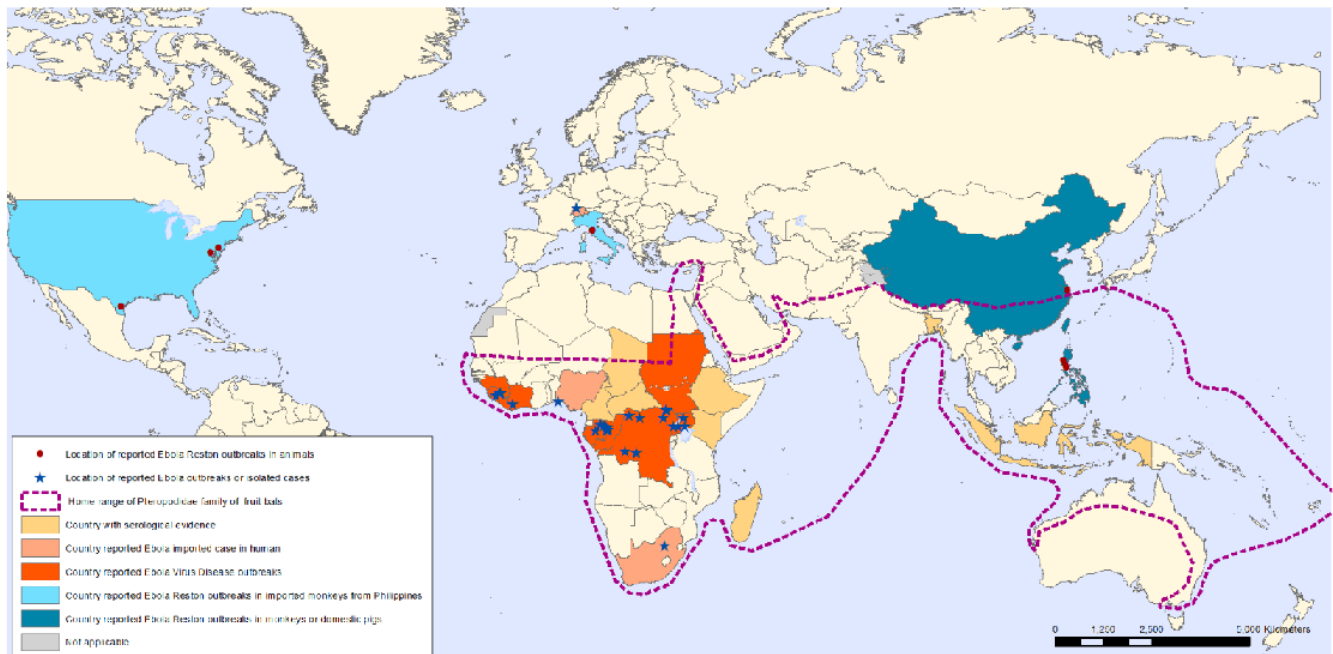 Location of reported Ebola Reston outbreaks in animals
Location of reported Ebola outbreaks or isolated cases
Home range of Pteropodidae family of fruit bats
Country with serological evidence
Country reported Ebola imported case in human
Country reported Ebola Virus Disease outbreaks
Country reported Ebola Reston outbreaks in imported monkeys from Philippines
Country reported Ebola Reston outbreaks in monkeys or domestic pigs
Not applicable
0 1,250 2,500 5,000 Kilometers